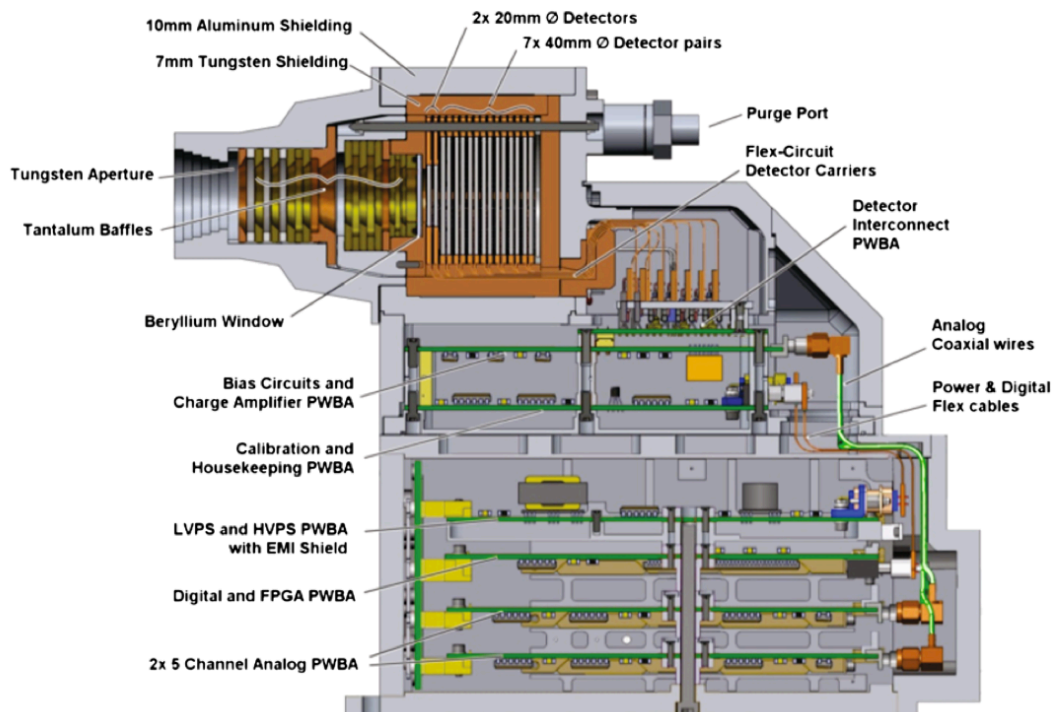 10mm Aluminum Shielding
2x 20mm ∅ Detectors
7x 40mm ∅ Detector pairs
7mm Tungsten Shielding
Purge Port
Flex-Circuit
Detector Carriers
Tungsten Aperture
Tantalum Baffles
Detector
Interconnect
PWBA
Beryllium Window
Analog
Coaxial wires
Bias Circuits and
Charge Amplifier PWBA
Power & Digital
Flex cables
Calibration and
Housekeeping PWBA
LVPS and HVPS PWBA
with EMI Shield
Digital and FPGA PWBA
2x 5 Channel Analog PWBA